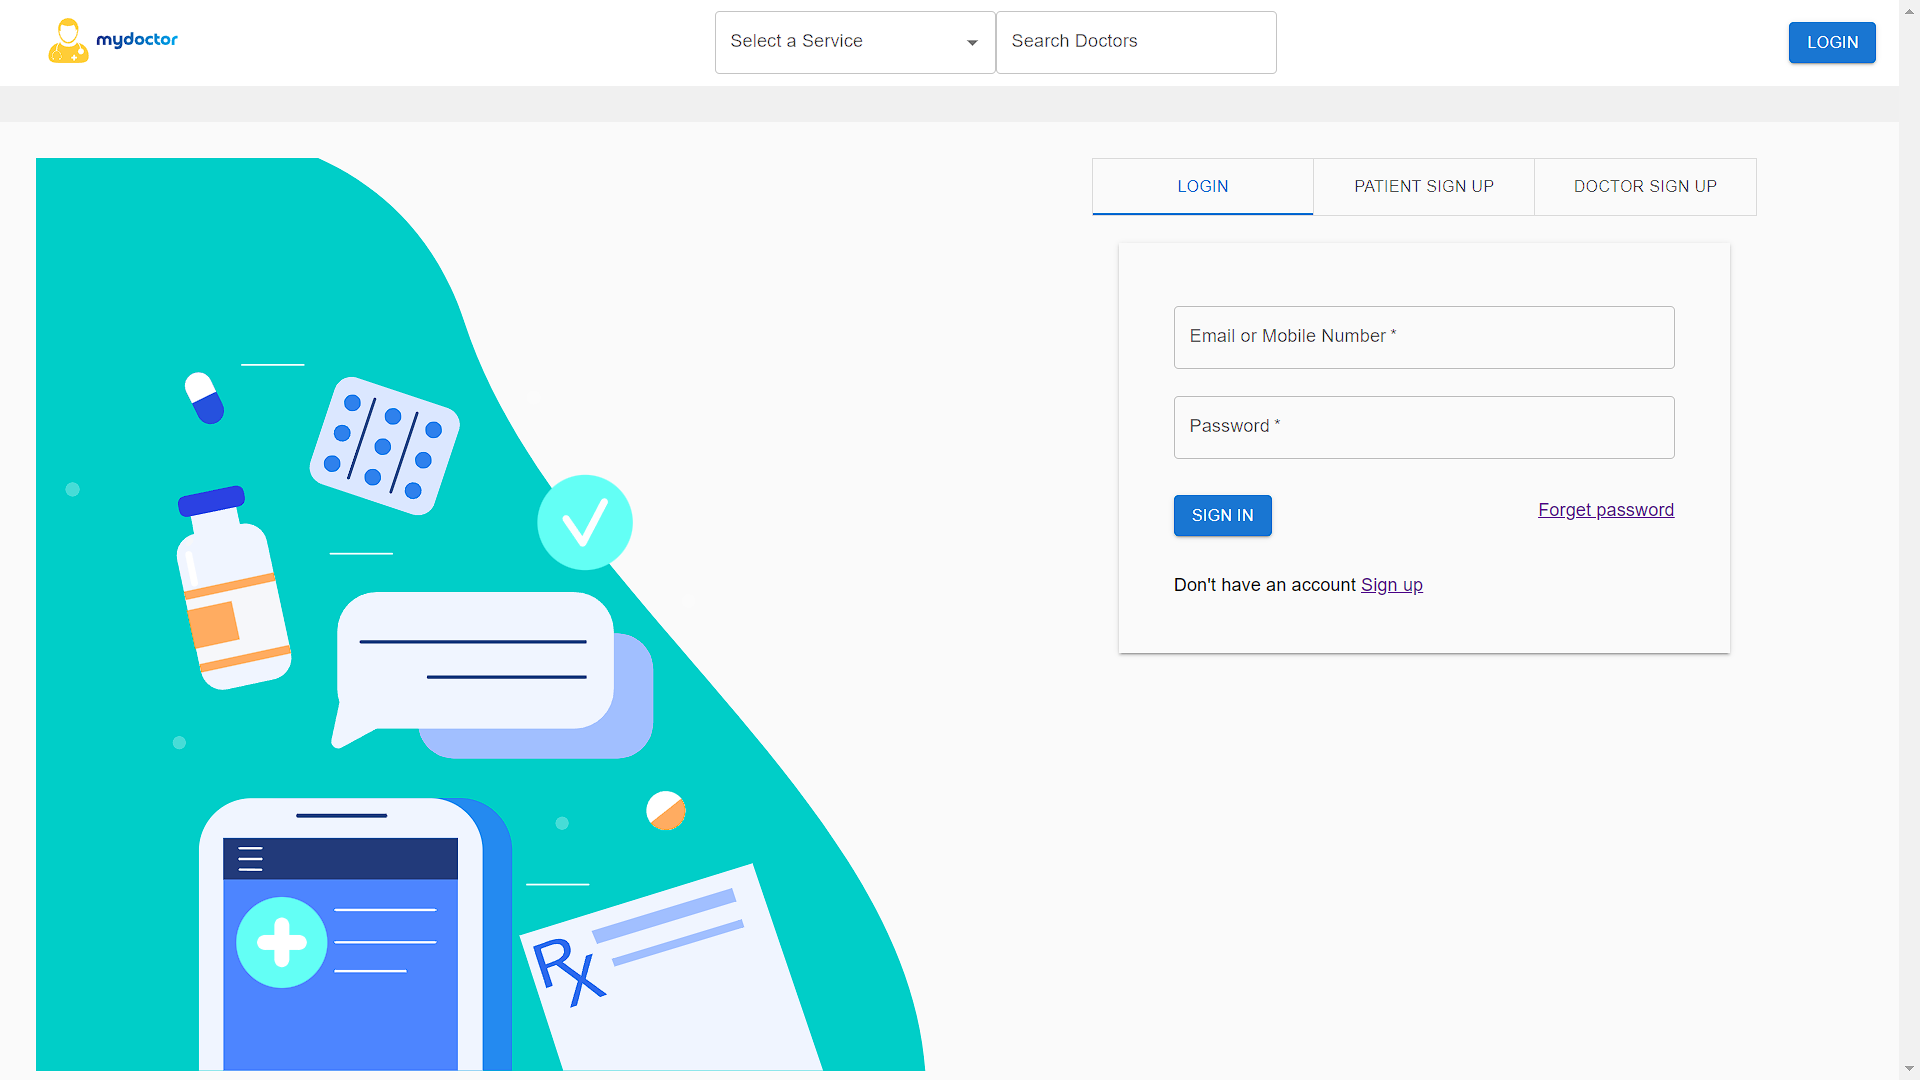 mydoctor
Select a Service
Search Doctors
LOGIN
LOGIN
PATIENT SIGN UP
DOCTOR SIGN UP
Email or Mobile Number *
Password *
SIGN IN
Forget password
Don't have an account Sign up
Rx